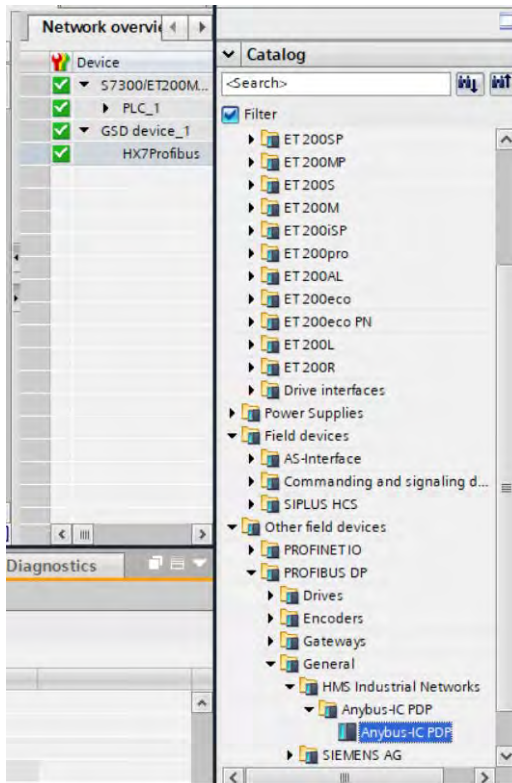 Network overvi
Device
S7300/ET200M...
PLC_1
GSD device_1
HX7Profibus
Diagnostics
Catalog
<Search>
Filter
ET 200SP
ET 200MP
ET 200S
ET 200M
ET 200iSP
ET 200pro
ET 200AL
ET 200eco
ET 200eco PN
ET 200L
ET 200R
Drive interfaces
Power Supplies
Field devices
AS-Interface
Commanding and signaling d...
SIPLUS HCS
Other field devices
PROFINET IO
PROFIBUS DP
Drives
Encoders
Gateways
General
HMS Industrial Networks
Anybus-IC PDP
Anybus-IC PDP
SIEMENS AG